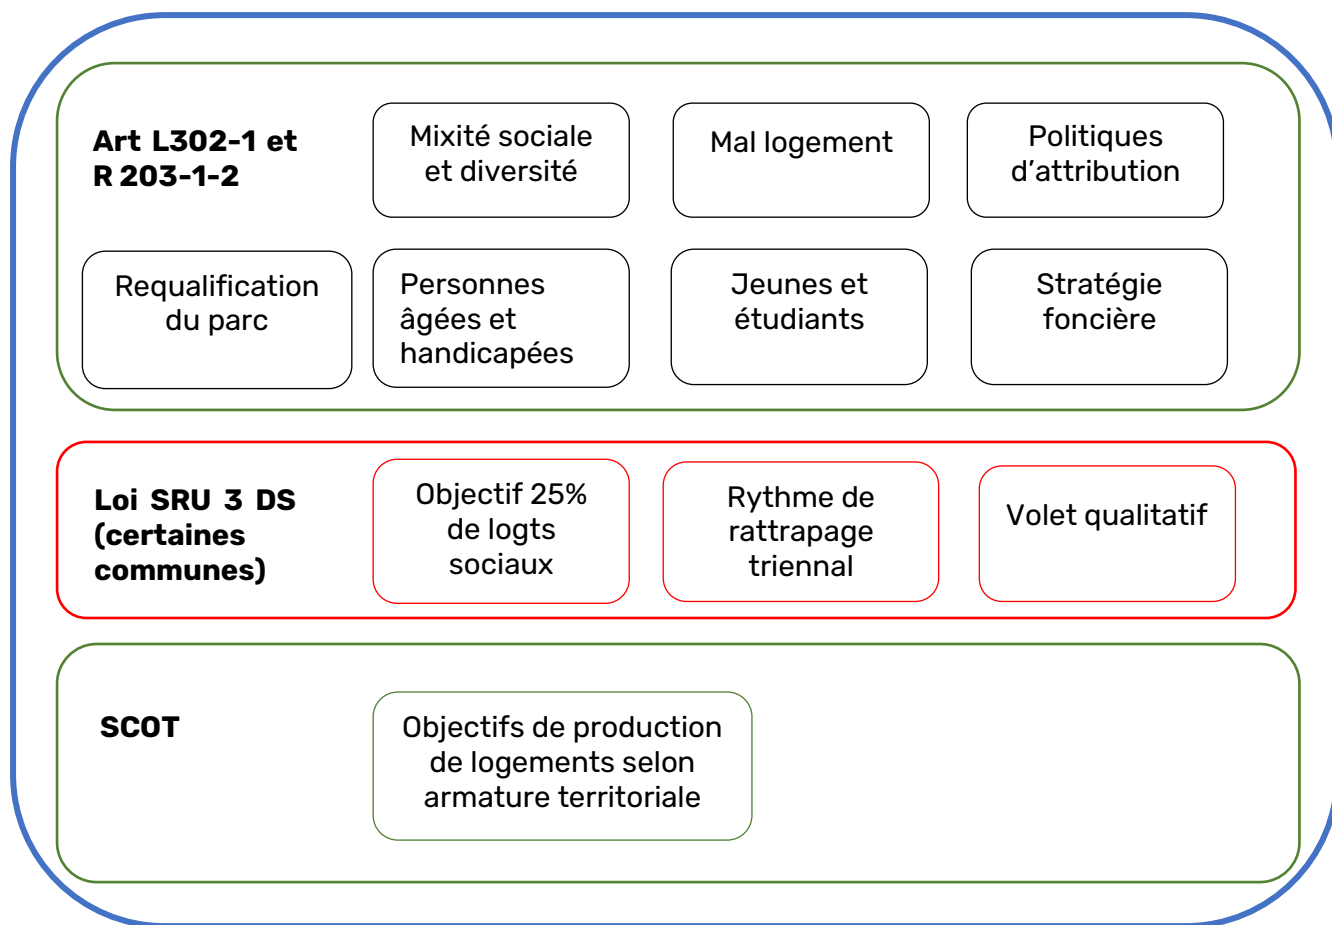 Art L302-1 et
R 203-1-2
Mixité sociale
et diversité
Mal logement
Politiques
d’attribution
Requalification
du parc
Personnes
âgées et
handicapées
Jeunes et
étudiants
Stratégie
foncière
Loi SRU 3 DS
(certaines
communes)
Objectif 25%
de logts
sociaux
Rythme de
rattrapage
triennal
Volet qualitatif
SCOT
Objectifs de production
de logements selon
armature territoriale